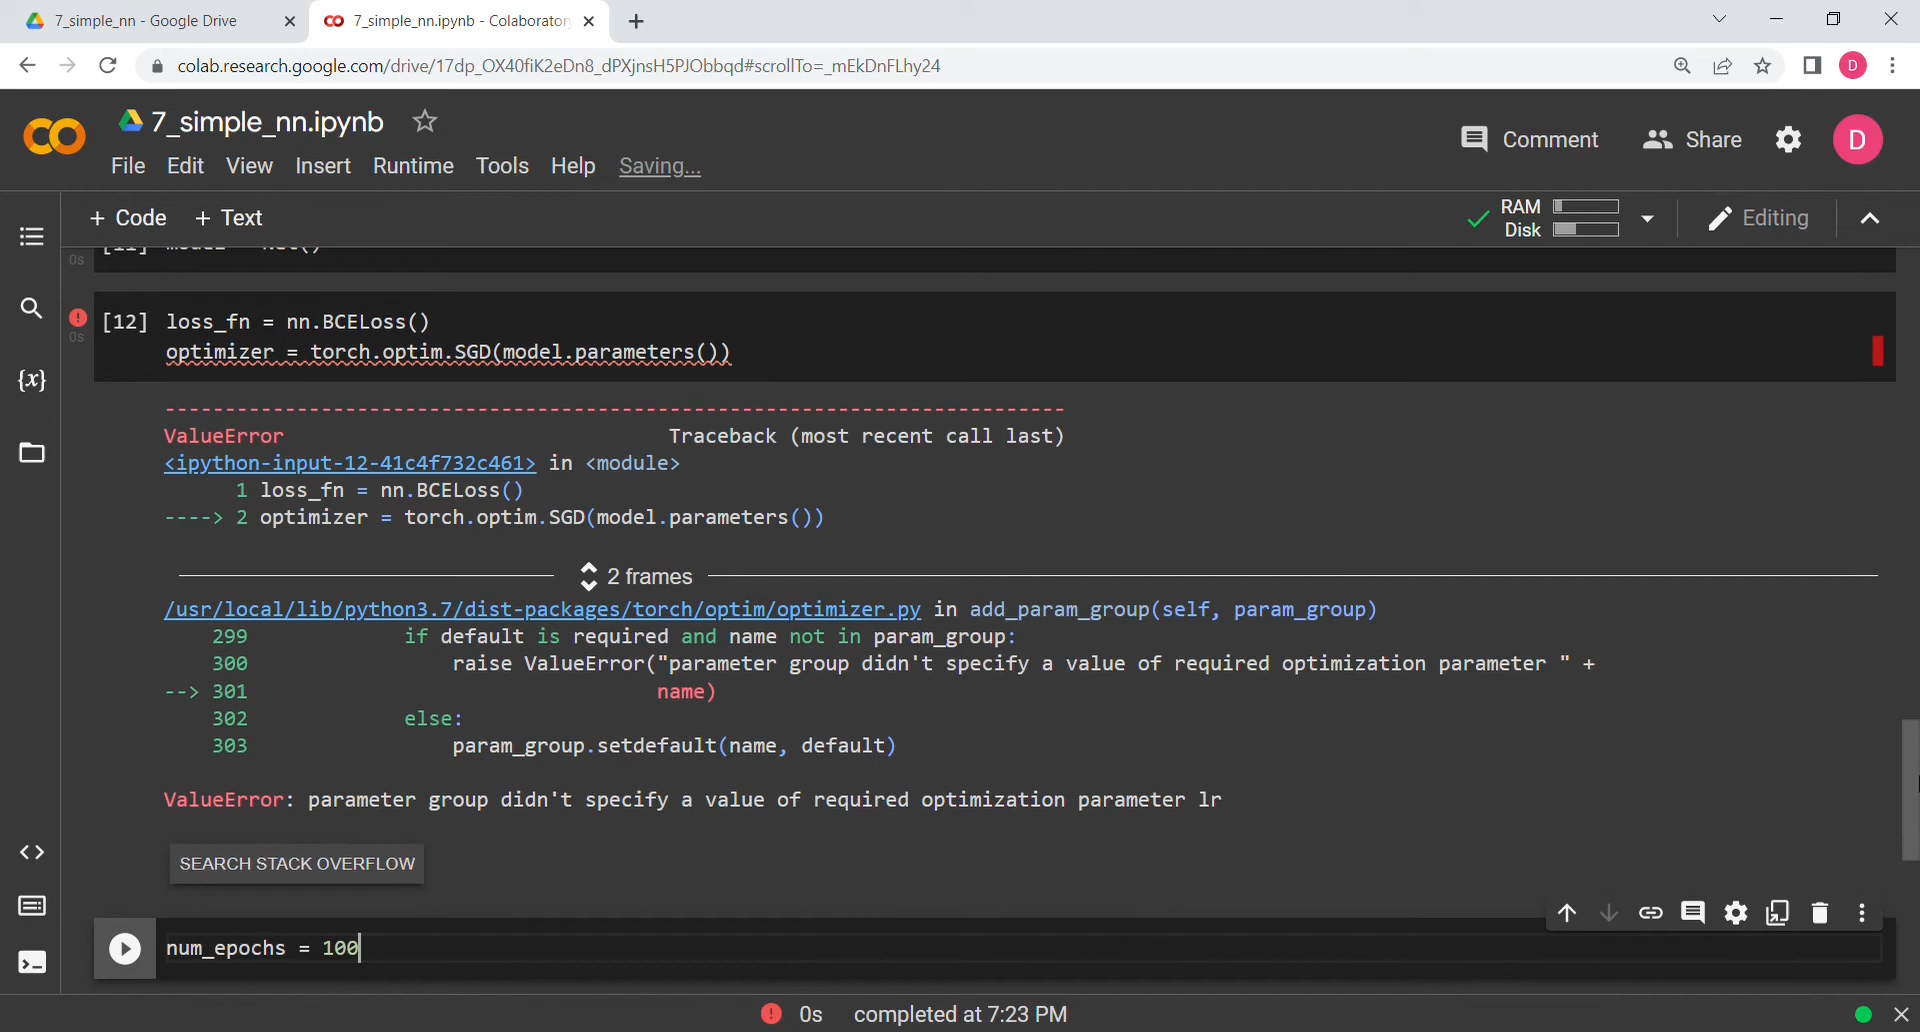 7_simple_nn - Google Drive
7_simple_nn.ipynb - Colaboratory
colab.research.google.com/drive/17dp_OX40fiK2eDn8_dPXjnsH5PJObbqd#scrollTo=_mEkDnFLhy24
D
7_simple_nn.ipynb
Comment
Share
D
File Edit View Insert Runtime Tools Help Saving...
+ Code + Text
RAM
Disk
Editing
[11] model = Net()
0s
[12] loss_fn = nn.BCELoss()
0s
optimizer = torch.optim.SGD(model.parameters())
---------------------------------------------------------------------------
ValueError Traceback (most recent call last)
<ipython-input-12-41c4f732c461> in <module>
1 loss_fn = nn.BCELoss()
----> 2 optimizer = torch.optim.SGD(model.parameters())
2 frames
/usr/local/lib/python3.7/dist-packages/torch/optim/optimizer.py in add_param_group(self, param_group)
299 if default is required and name not in param_group:
300 raise ValueError("parameter group didn't specify a value of required optimization parameter " +
--> 301 name)
302 else:
303 param_group.setdefault(name, default)
ValueError: parameter group didn't specify a value of required optimization parameter lr
SEARCH STACK OVERFLOW
num_epochs = 100
0s completed at 7:23 PM